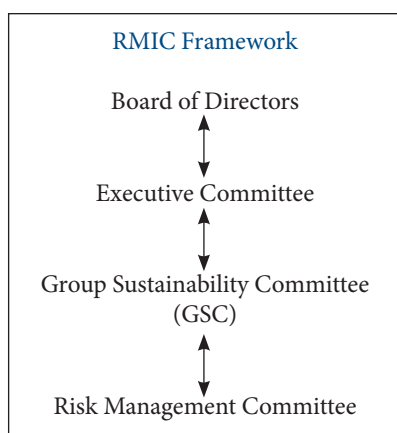 RMIC Framework
Board of Directors
Executive Committee
Group Sustainability Committee
(GSC)
Risk Management Committee